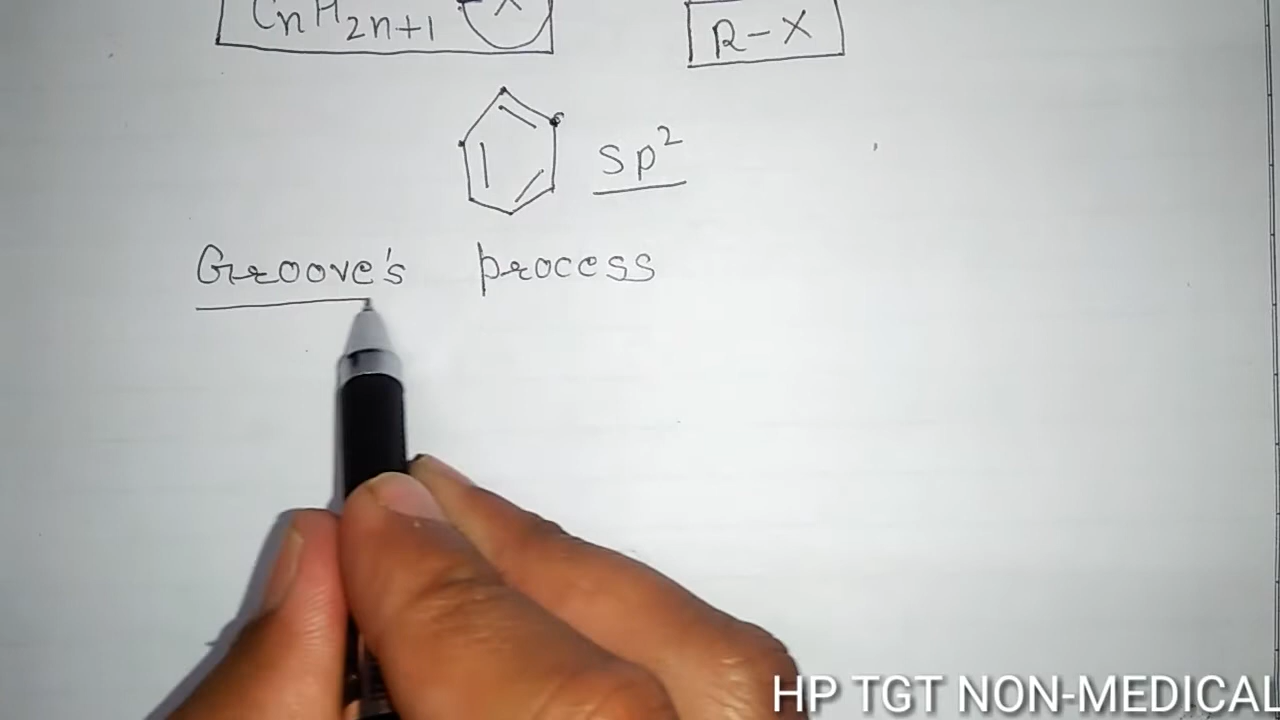 CnH2n+1 - X
R-X
sp²
Groove's process
HP TGT NON-MEDICAL